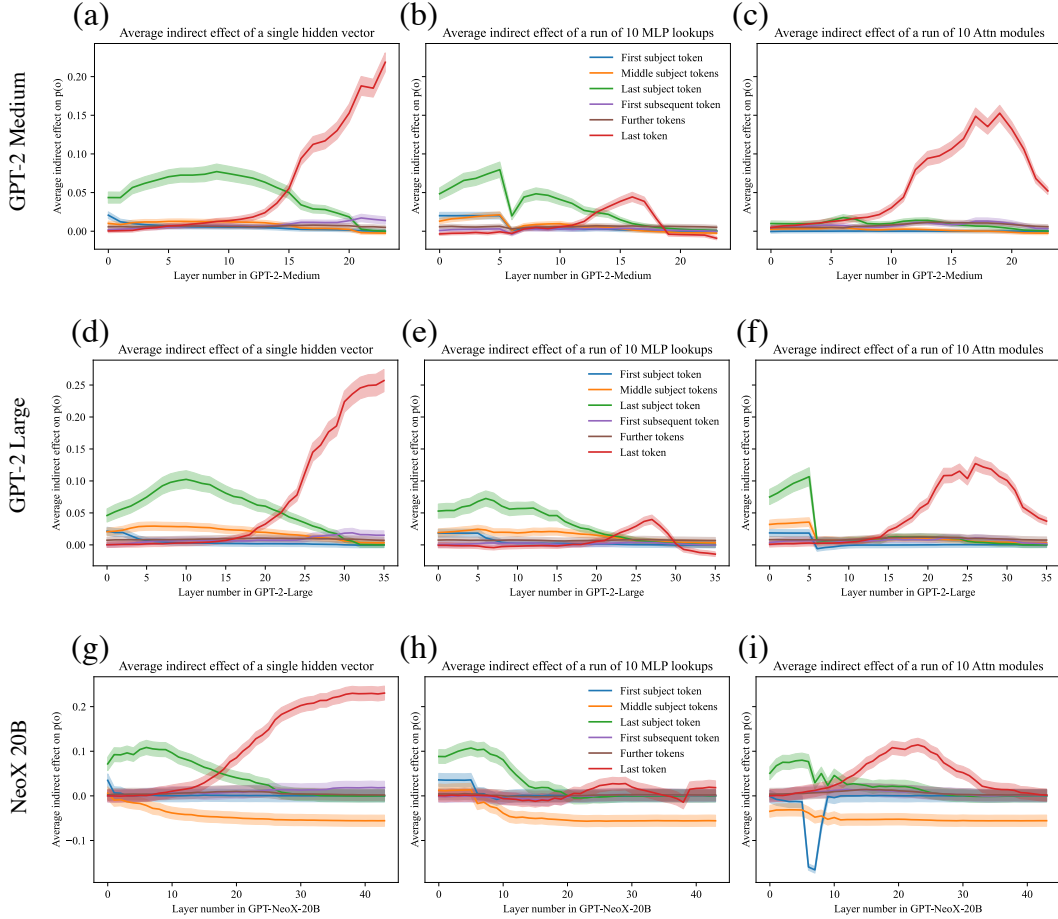 (a)
(b)
(c)
GPT-2 Medium
Average indirect effect of a single hidden vector
Average indirect effect on p(o)
0.20
0.15
0.10
0.05
0.00
0 5 10 15 20
Layer number in GPT-2-Medium
Average indirect effect of a run of 10 MLP lookups
Average indirect effect on p(o)
First subject token
Middle subject tokens
Last subject token
First subsequent token
Further tokens
Last token
0 5 10 15 20
Layer number in GPT-2-Medium
Average indirect effect of a run of 10 Attn modules
Average indirect effect on p(o)
0 5 10 15 20
Layer number in GPT-2-Medium
(d)
(e)
(f)
GPT-2 Large
Average indirect effect of a single hidden vector
Average indirect effect on p(o)
0.25
0.20
0.15
0.10
0.05
0.00
0 5 10 15 20 25 30 35
Layer number in GPT-2-Large
Average indirect effect of a run of 10 MLP lookups
Average indirect effect on p(o)
First subject token
Middle subject tokens
Last subject token
First subsequent token
Further tokens
Last token
0 5 10 15 20 25 30 35
Layer number in GPT-2-Large
Average indirect effect of a run of 10 Attn modules
Average indirect effect on p(o)
0 5 10 15 20 25 30 35
Layer number in GPT-2-Large
(g)
(h)
(i)
NeoX 20B
Average indirect effect of a single hidden vector
Average indirect effect on p(o)
0.2
0.1
0.0
−0.1
0 10 20 30 40
Layer number in GPT-NeoX-20B
Average indirect effect of a run of 10 MLP lookups
Average indirect effect on p(o)
First subject token
Middle subject tokens
Last subject token
First subsequent token
Further tokens
Last token
0 10 20 30 40
Layer number in GPT-NeoX-20B
Average indirect effect of a run of 10 Attn modules
Average indirect effect on p(o)
0 10 20 30 40
Layer number in GPT-NeoX-20B